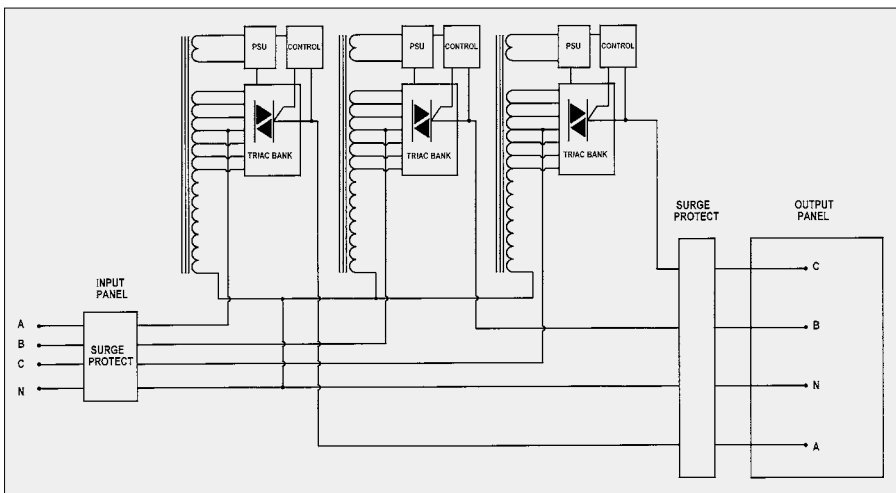 PSU
CONTROL
PSU
CONTROL
PSU
CONTROL
TRIAC BANK
TRIAC BANK
TRIAC BANK
SURGE
PROTECT
OUTPUT
PANEL
INPUT
PANEL
SURGE
PROTECT
A
B
C
N
C
B
N
A